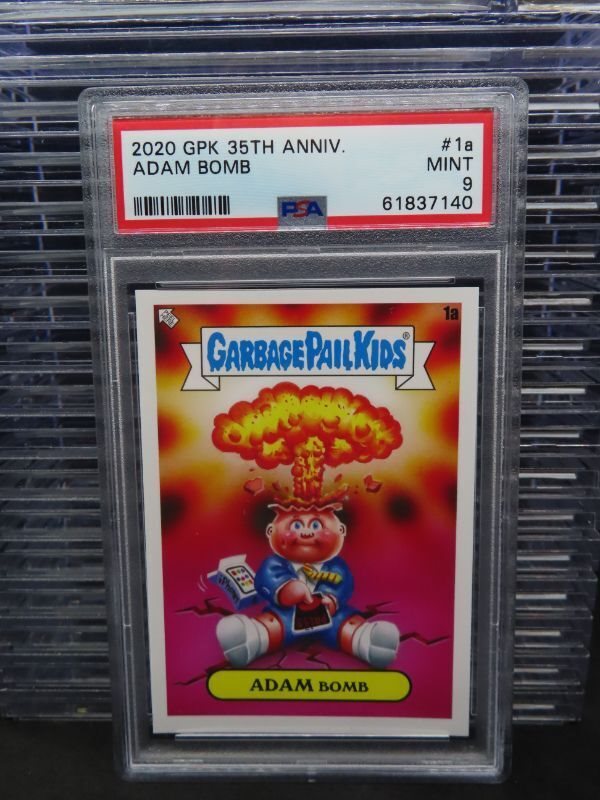 2020 GPK 35TH ANNIV. #1a
ADAM BOMB MINT
9
PSA 61837140
1a
GARBAGE PAIL KIDS®
ADAM BOMB